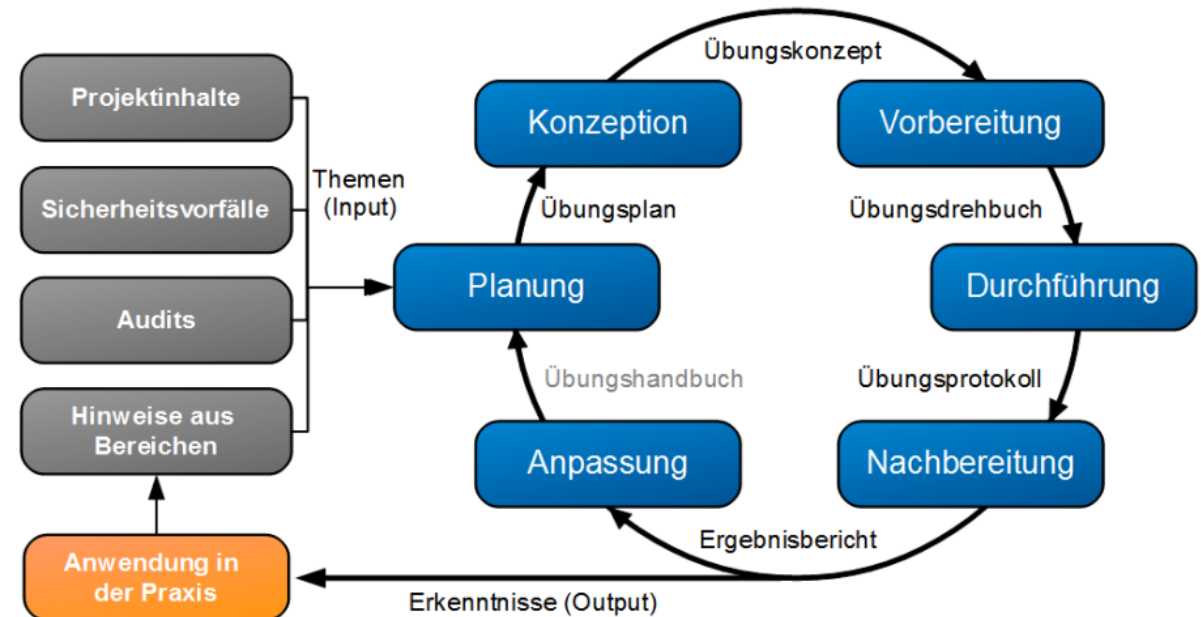 Projektinhalte
Sicherheitsvorfälle
Audits
Hinweise aus
Bereichen
Anwendung in
der Praxis
Themen
(Input)
Planung
Übungsplan
Konzeption
Übungskonzept
Vorbereitung
Übungsdrehbuch
Durchführung
Übungsprotokoll
Nachbereitung
Ergebnisbericht
Anpassung
Übungshandbuch
Erkenntnisse (Output)